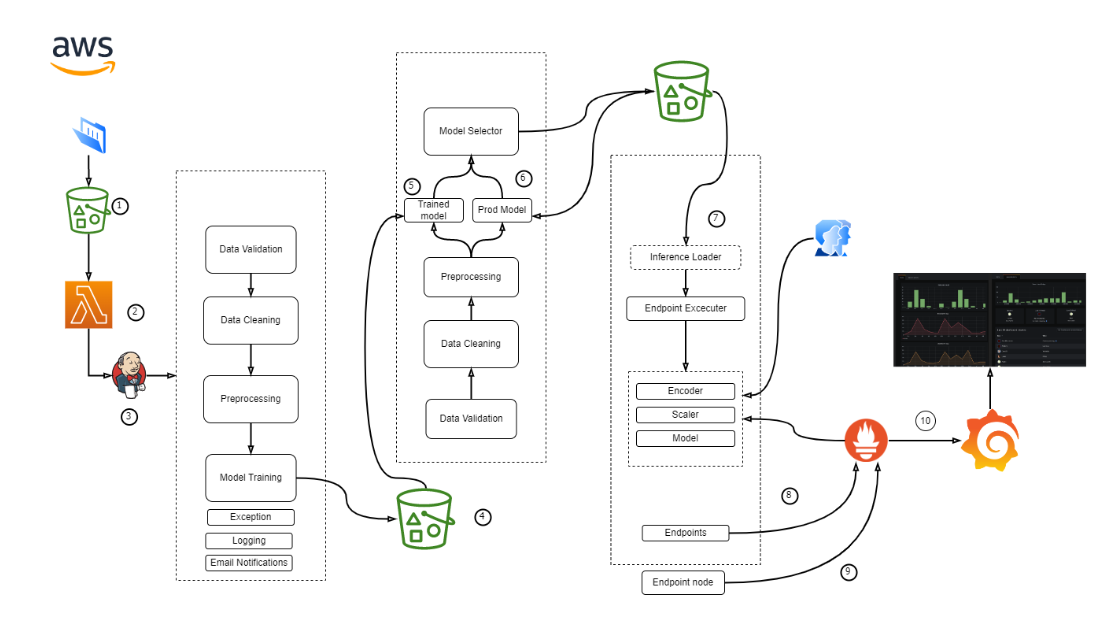 aws
1
2
3
Data Validation
Data Cleaning
Preprocessing
Model Training
Exception
Logging
Email Notifications
4
Model Selector
5
6
Trained
model
Prod Model
Preprocessing
Data Cleaning
Data Validation
7
Inference Loader
Endpoint Excecuter
Encoder
Scaler
Model
8
Endpoints
Endpoint node
9
10